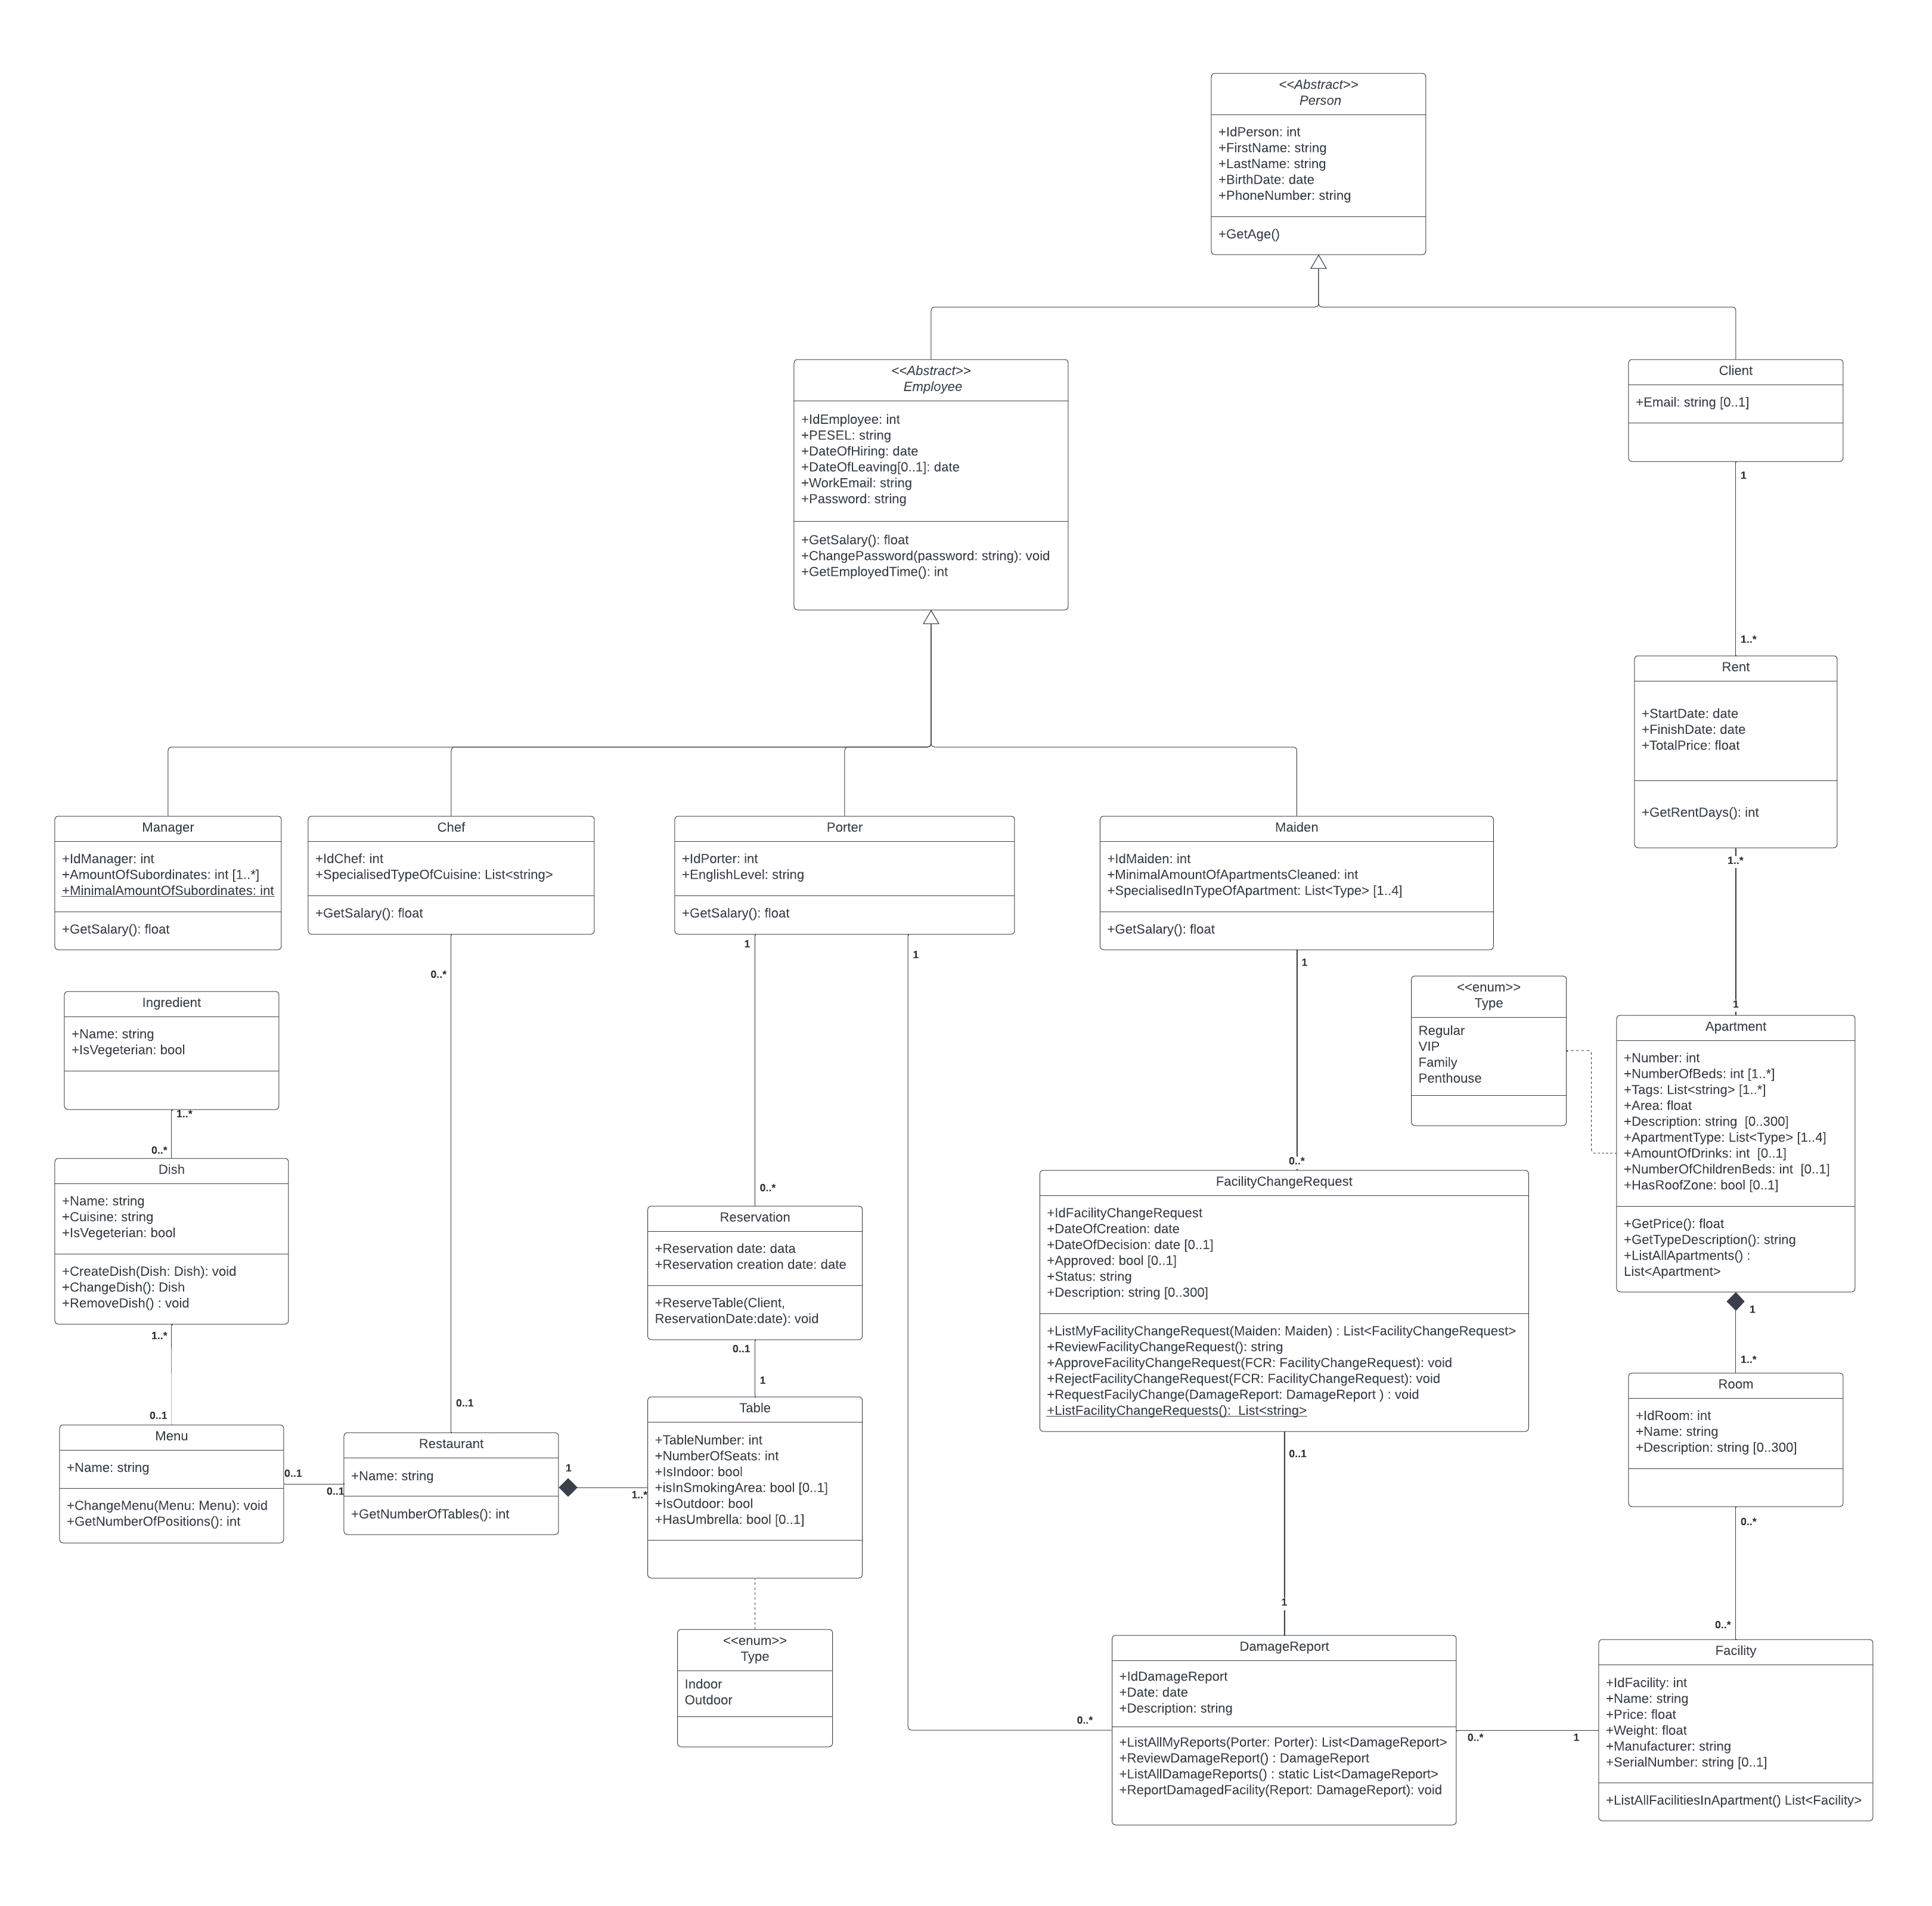 <<Abstract>>
Person
+IdPerson: int
+FirstName: string
+LastName: string
+BirthDate: date
+PhoneNumber: string
+GetAge()
<<Abstract>>
Employee
+IdEmployee: int
+PESEL: string
+DateOfHiring: date
+DateOfLeaving[0..1]: date
+WorkEmail: string
+Password: string
+GetSalary(): float
+ChangePassword(password: string): void
+GetEmployedTime(): int
Client
+Email: string [0..1]
1
1..*
Rent
+StartDate: date
+FinishDate: date
+TotalPrice: float
+GetRentDays(): int
1..*
1
Manager
+IdManager: int
+AmountOfSubordinates: int [1..*]
+MinimalAmountOfSubordinates: int
+GetSalary(): float
Chef
+IdChef: int
+SpecialisedTypeOfCuisine: List<string>
+GetSalary(): float
0..*
0..1
Porter
+IdPorter: int
+EnglishLevel: string
+GetSalary(): float
1
1
0..*
Maiden
+IdMaiden: int
+MinimalAmountOfApartmentsCleaned: int
+SpecialisedInTypeOfApartment: List<Type> [1..4]
+GetSalary(): float
1
0..*
<<enum>>
Type
Regular
VIP
Family
Penthouse
Apartment
+Number: int
+NumberOfBeds: int [1..*]
+Tags: List<string> [1..*]
+Area: float
+Description: string  [0..300]
+ApartmentType: List<Type> [1..4]
+AmountOfDrinks: int  [0..1]
+NumberOfChildrenBeds: int  [0..1]
+HasRoofZone: bool [0..1]
+GetPrice(): float
+GetTypeDescription(): string
+ListAllApartments() :
List<Apartment>
1
1..*
Ingredient
+Name: string
+IsVegeterian: bool
1..*
0..*
Dish
+Name: string
+Cuisine: string
+IsVegeterian: bool
+CreateDish(Dish: Dish): void
+ChangeDish(): Dish
+RemoveDish() : void
1..*
0..1
Menu
+Name: string
+ChangeMenu(Menu: Menu): void
+GetNumberOfPositions(): int
0..1
0..1
Restaurant
+Name: string
+GetNumberOfTables(): int
1
1..*
Reservation
+Reservation date: data
+Reservation creation date: date
+ReserveTable(Client,
ReservationDate:date): void
0..1
1
Table
+TableNumber: int
+NumberOfSeats: int
+IsIndoor: bool
+isInSmokingArea: bool [0..1]
+IsOutdoor: bool
+HasUmbrella: bool [0..1]
<<enum>>
Type
Indoor
Outdoor
FacilityChangeRequest
+IdFacilityChangeRequest
+DateOfCreation: date
+DateOfDecision: date [0..1]
+Approved: bool [0..1]
+Status: string
+Description: string [0..300]
+ListMyFacilityChangeRequest(Maiden: Maiden) : List<FacilityChangeRequest>
+ReviewFacilityChangeRequest(): string
+ApproveFacilityChangeRequest(FCR: FacilityChangeRequest): void
+RejectFacilityChangeRequest(FCR: FacilityChangeRequest): void
+RequestFacilyChange(DamageReport: DamageReport ) : void
+ListFacilityChangeRequests():  List<string>
0..1
1
Room
+IdRoom: int
+Name: string
+Description: string [0..300]
0..*
0..*
DamageReport
+IdDamageReport
+Date: date
+Description: string
+ListAllMyReports(Porter: Porter): List<DamageReport>
+ReviewDamageReport() : DamageReport
+ListAllDamageReports() : static List<DamageReport>
+ReportDamagedFacility(Report: DamageReport): void
0..*
0..*
1
Facility
+IdFacility: int
+Name: string
+Price: float
+Weight: float
+Manufacturer: string
+SerialNumber: string [0..1]
+ListAllFacilitiesInApartment() List<Facility>